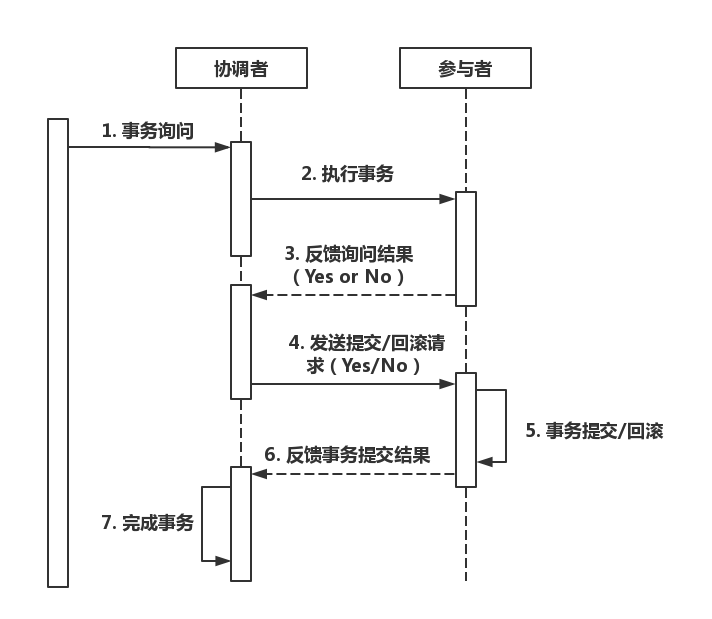 协调者
参与者
1. 事务询问
2. 执行事务
3. 反馈询问结果
（Yes or No）
4. 发送提交/回滚请
求（Yes/No）
5. 事务提交/回滚
6. 反馈事务提交结果
7. 完成事务